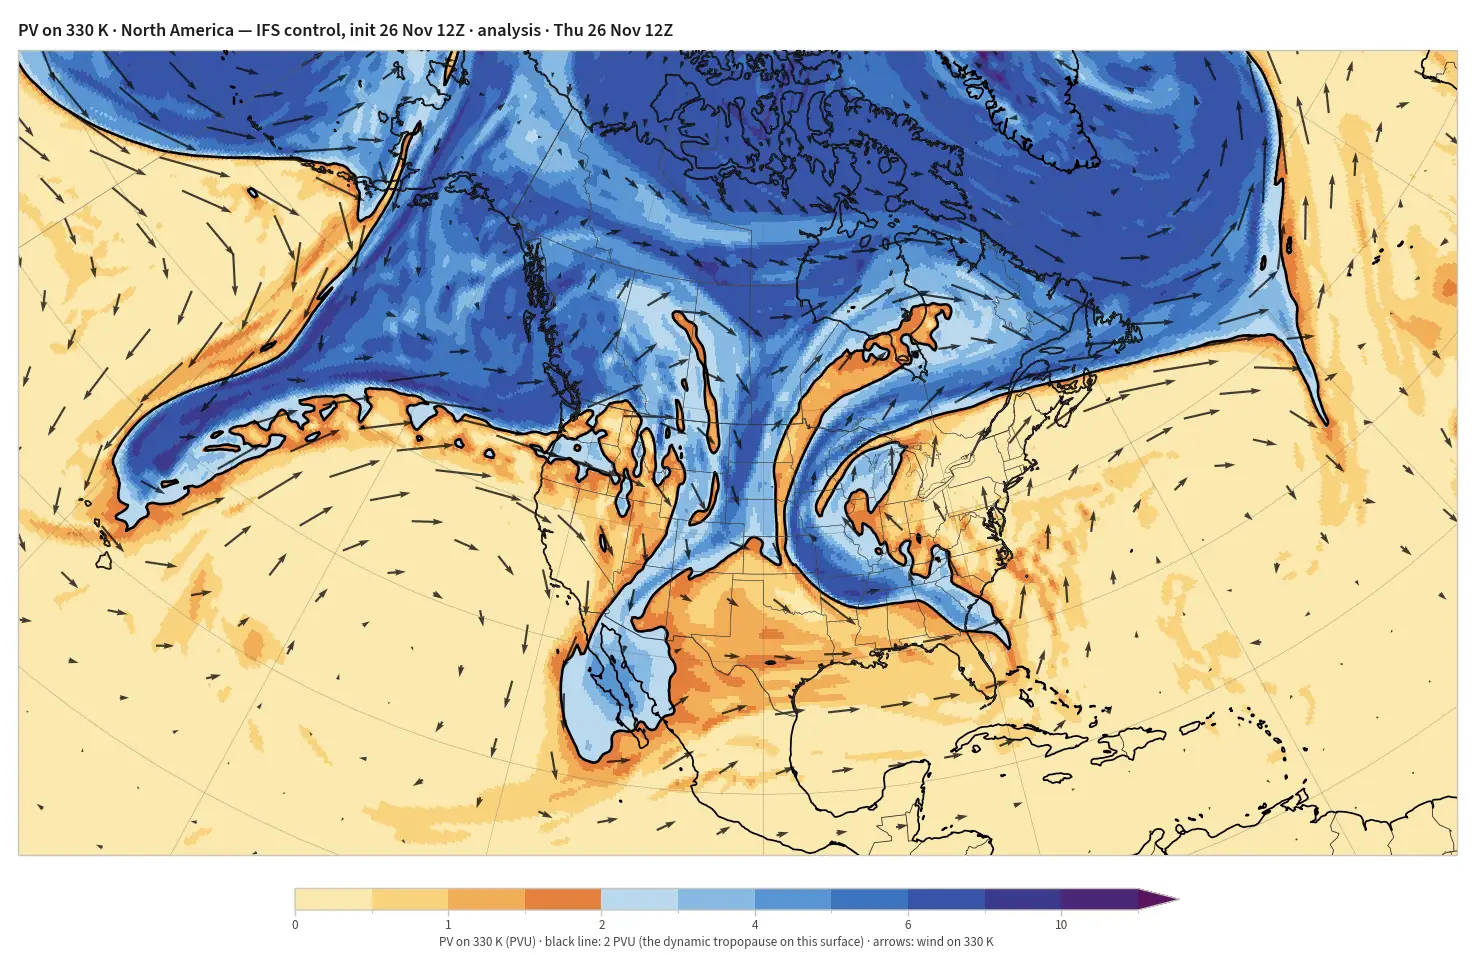 PV on 330 K · North America — IFS control, init 26 Nov 12Z · analysis · Thu 26 Nov 12Z
0 1 2 4 6 10
PV on 330 K (PVU) · black line: 2 PVU (the dynamic tropopause on this surface) · arrows: wind on 330 K